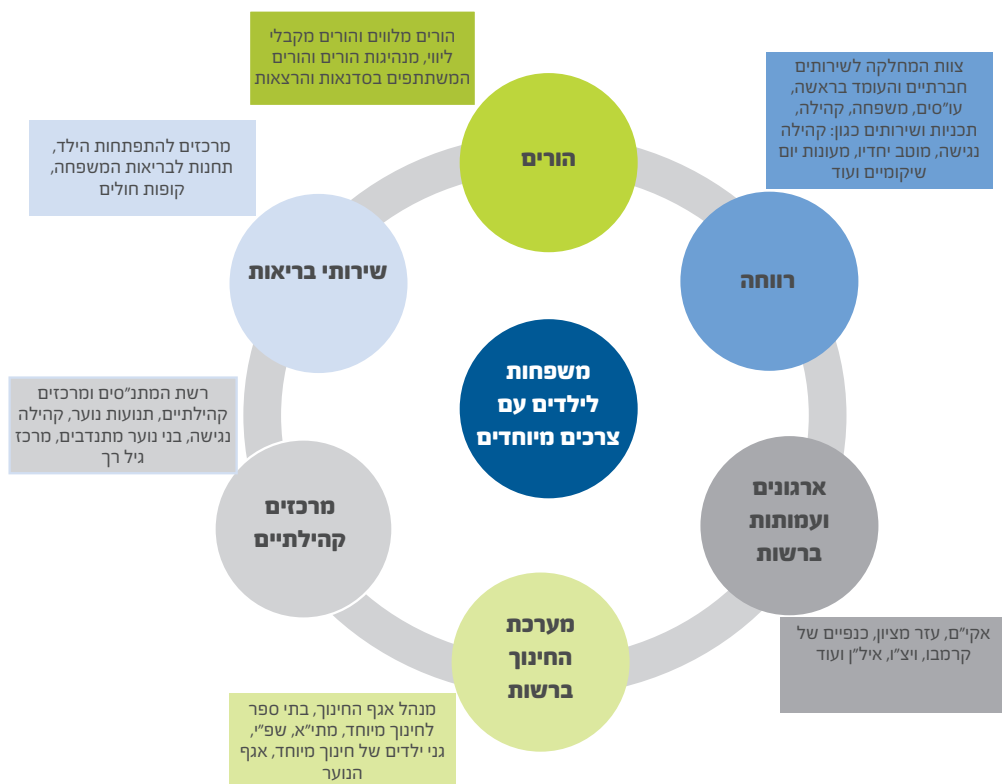 הורים מלווים והורים מקבלי
ליווי, מנהיגות הורים והורים
המשתתפים בסדנאות והרצאות
הורים
צוות המחלקה לשירותים
חברתיים והעומד בראשה,
עו"סים, משפחה, קהילה,
תכניות ושירותים כגון: קהילה
נגישה, מוטב יחדיו, מעונות יום
שיקומיים ועוד
רווחה
ארגונים
ועמותות
ברשות
אקי"ם, עזר מציון, כנפיים של
קרמבו, ויצ"ו, איל"ן ועוד
מערכת
החינוך
ברשות
מנהל אגף החינוך, בתי ספר
לחינוך מיוחד, מתי"א, שפ"י,
גני ילדים של חינוך מיוחד, אגף
הנוער
מרכזים
קהילתיים
רשת המתנ"סים ומרכזים
קהילתיים, תנועות נוער, קהילה
נגישה, בני נוער מתנדבים, מרכז
גיל רך
שירותי בריאות
מרכזים להתפתחות הילד,
תחנות לבריאות המשפחה,
קופות חולים
משפחות
לילדים עם
צרכים מיוחדים